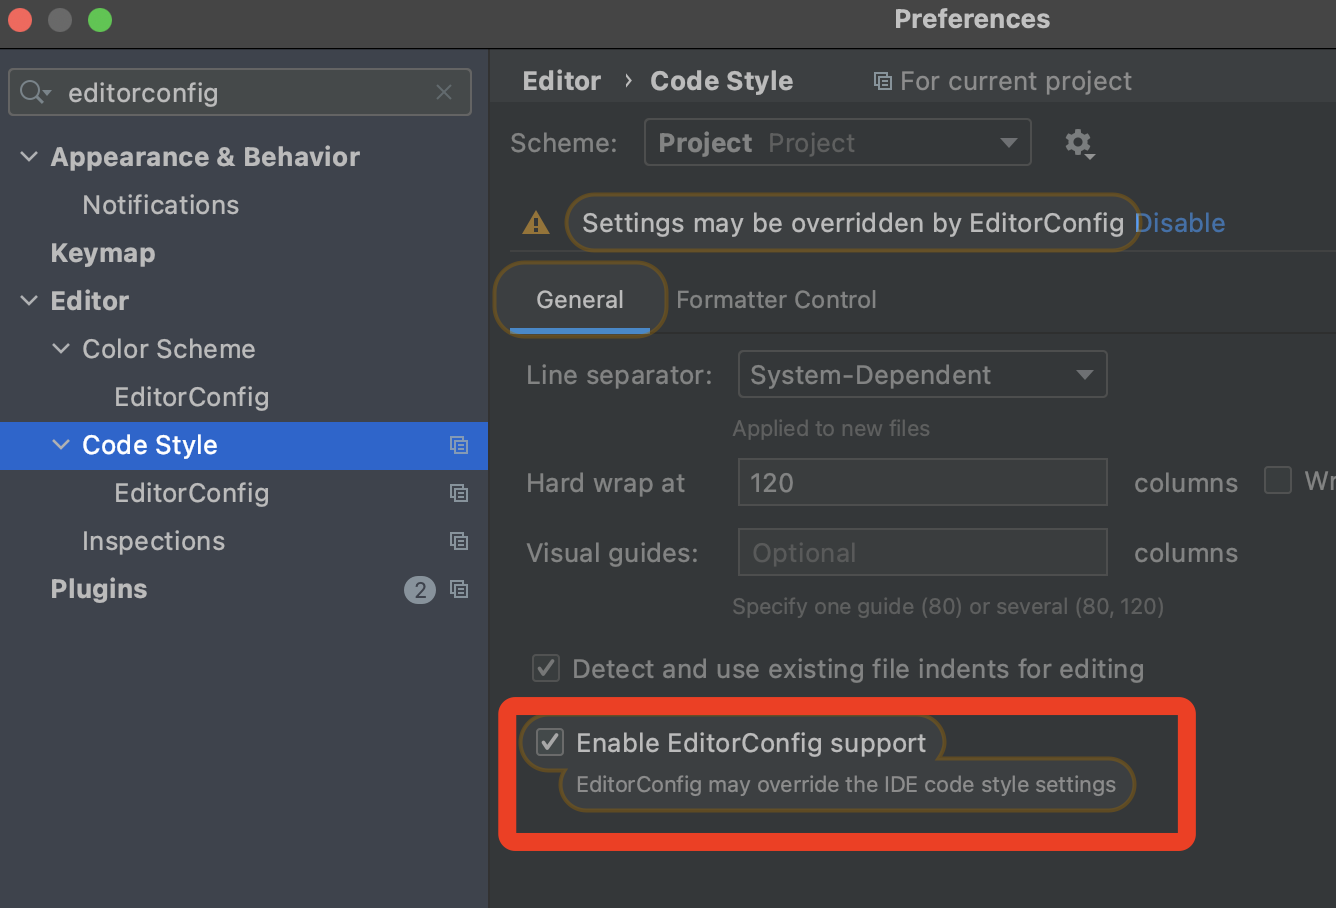 Preferences
editorconfig
Appearance & Behavior
Notifications
Keymap
Editor
Color Scheme
EditorConfig
Code Style
EditorConfig
Inspections
Plugins 2
Editor › Code Style For current project
Scheme: Project Project
Settings may be overridden by EditorConfig Disable
General Formatter Control
Line separator: System-Dependent
Applied to new files
Hard wrap at 120 columns Wr
Visual guides: Optional columns
Specify one guide (80) or several (80, 120)
Detect and use existing file indents for editing
Enable EditorConfig support
EditorConfig may override the IDE code style settings